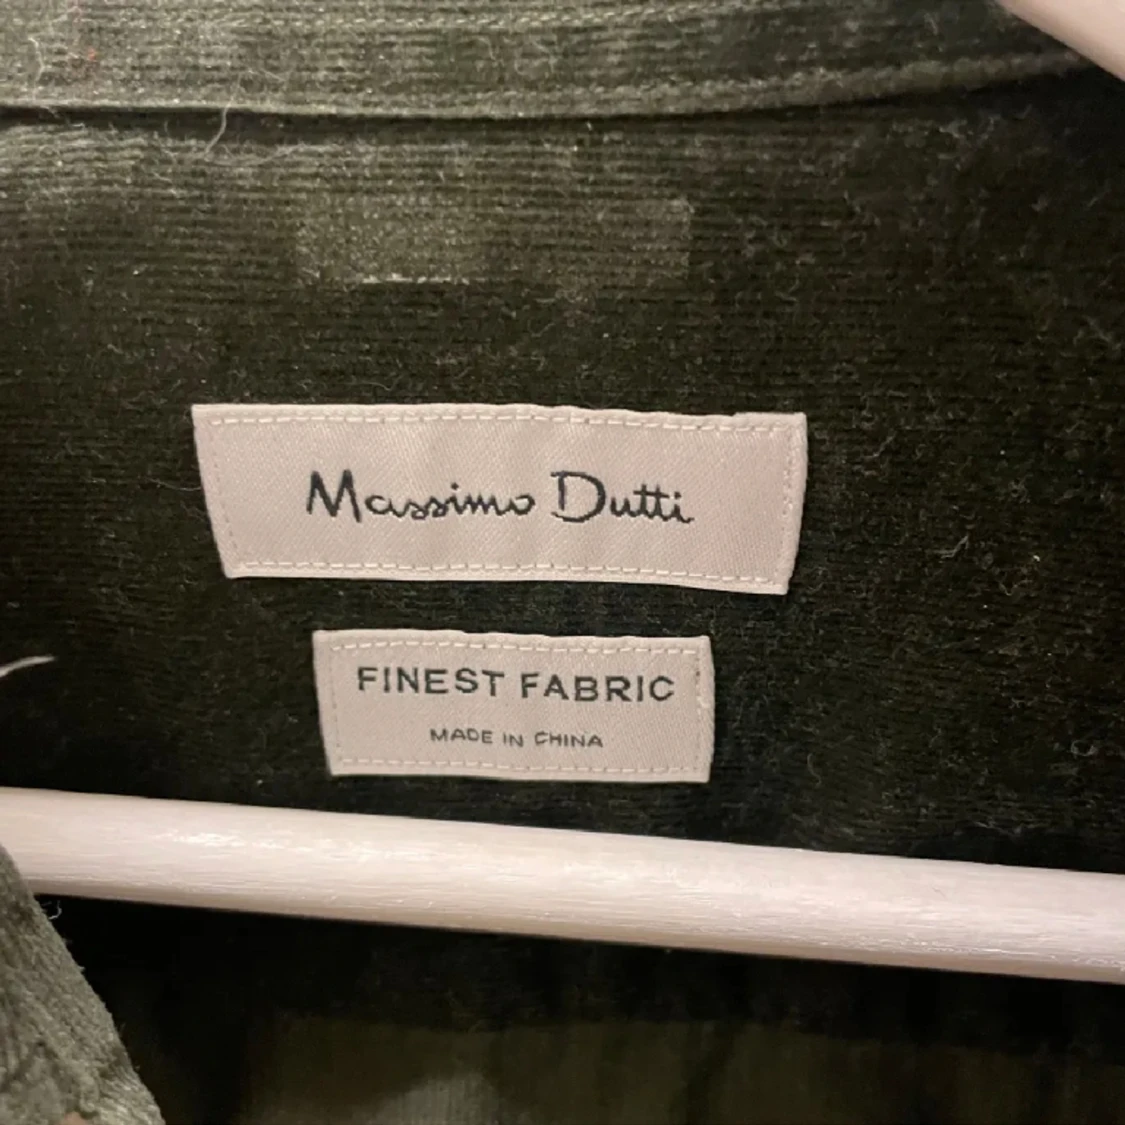 Massimo Dutti
FINEST FABRIC
MADE IN CHINA